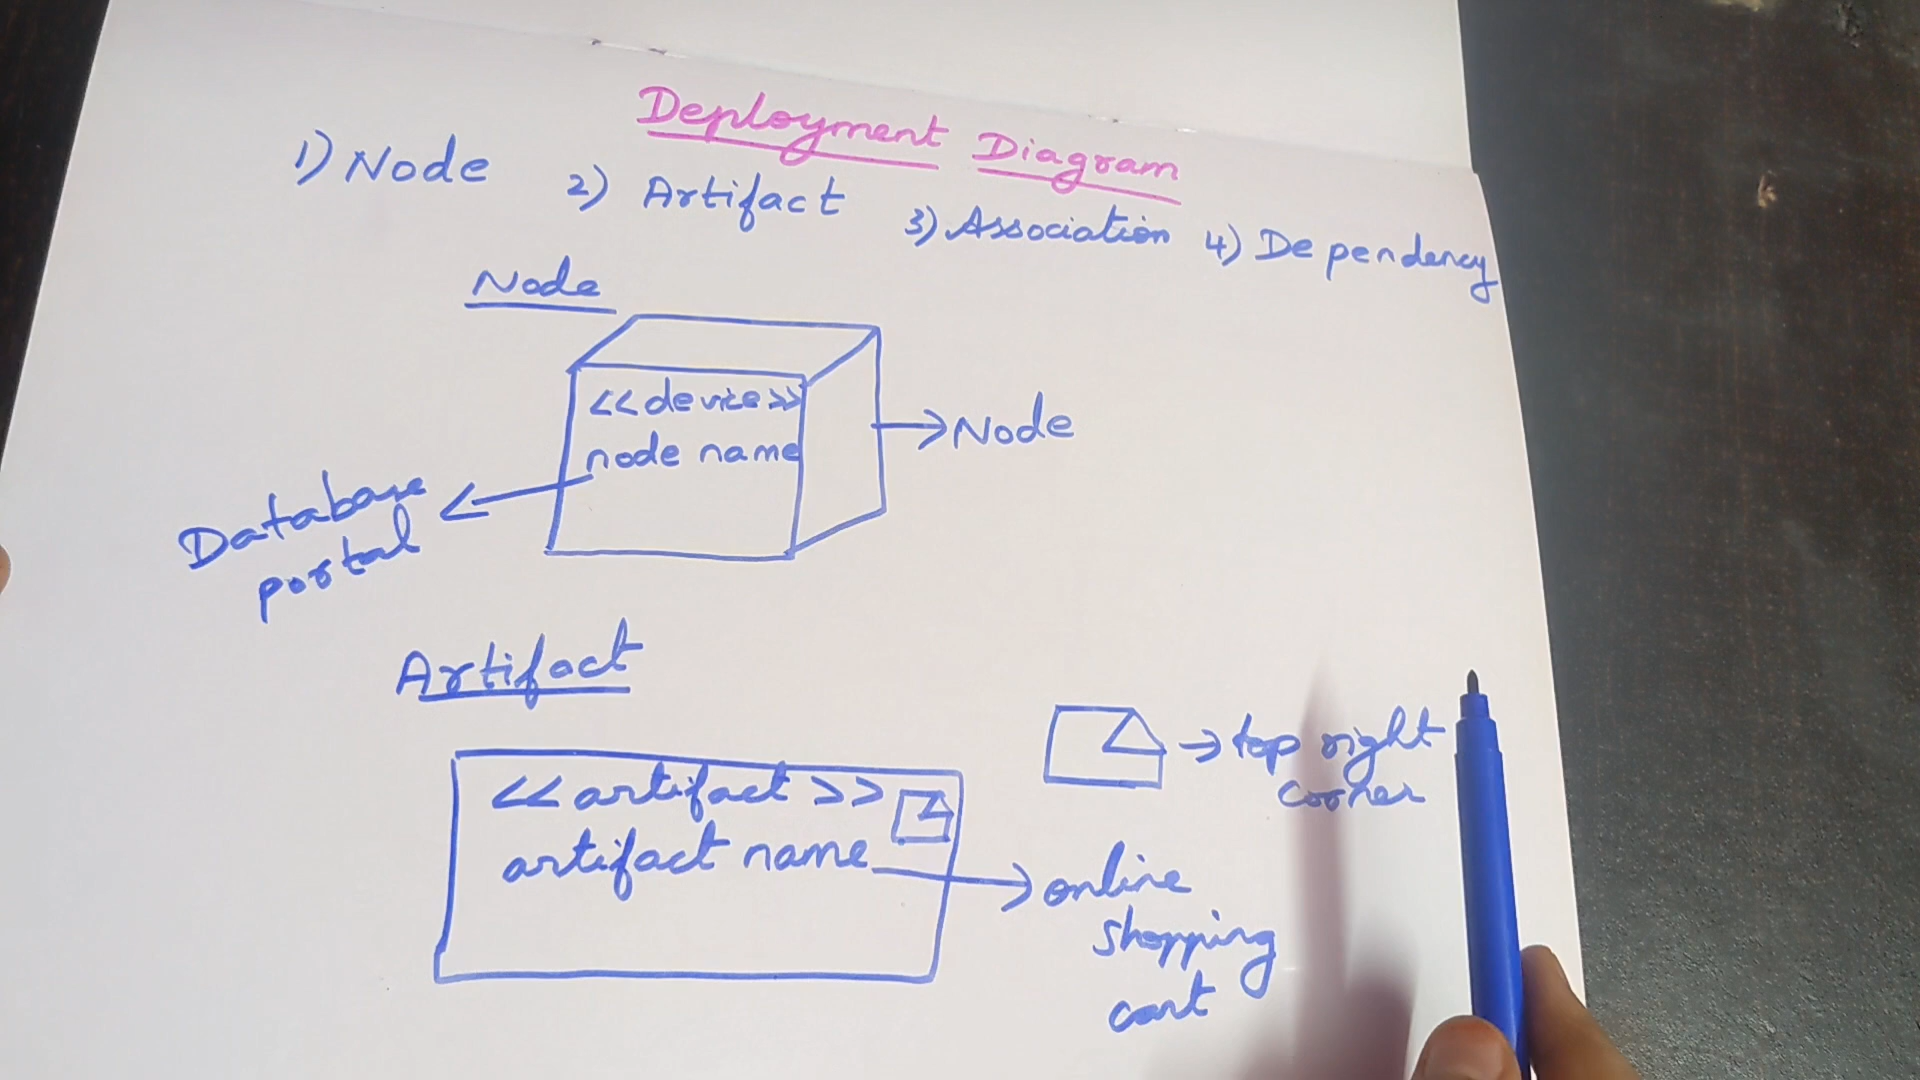 Deployment Diagram
1) Node 2) Artifact 3) Association 4) Dependency
Node
<<device>>
node name
Node
Database
portal
Artifact
<<artifact>>
artifact name
top right
corner
online
shopping
cart